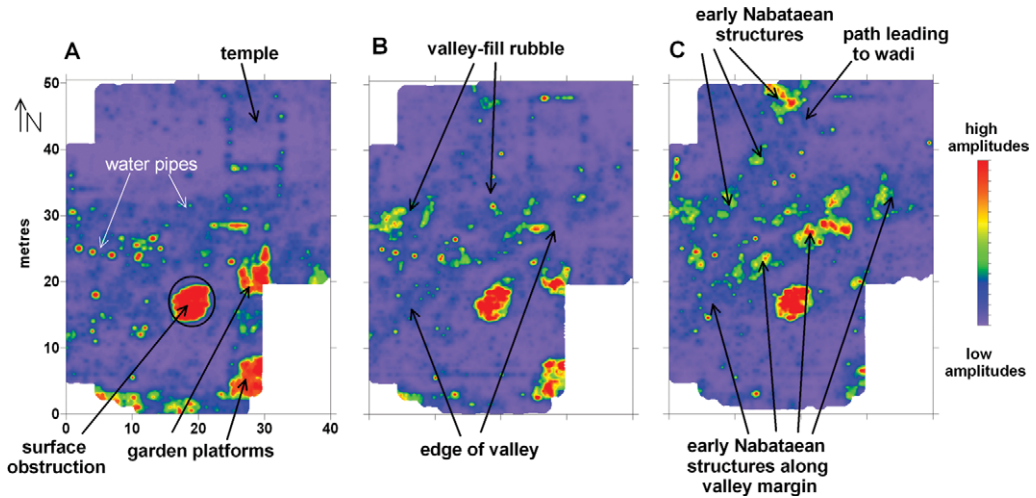 A
temple
B
valley-fill rubble
early Nabataean
structures
C
path leading
to wadi
N
water pipes
metres
50
40
30
20
10
0
0 10 20 30 40
surface
obstruction
garden platforms
edge of valley
early Nabataean
structures along
valley margin
high
amplitudes
low
amplitudes